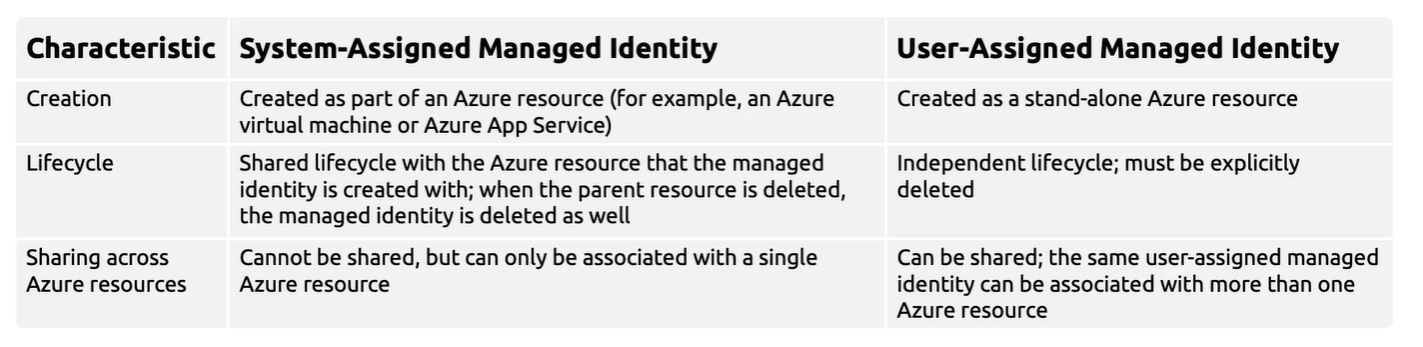 Characteristic System-Assigned Managed Identity User-Assigned Managed Identity
Creation
Created as part of an Azure resource (for example, an Azure
virtual machine or Azure App Service)
Created as a stand-alone Azure resource
Lifecycle
Shared lifecycle with the Azure resource that the managed
identity is created with; when the parent resource is deleted,
the managed identity is deleted as well
Independent lifecycle; must be explicitly
deleted
Sharing across
Azure resources
Cannot be shared, but can only be associated with a single
Azure resource
Can be shared; the same user-assigned managed
identity can be associated with more than one
Azure resource